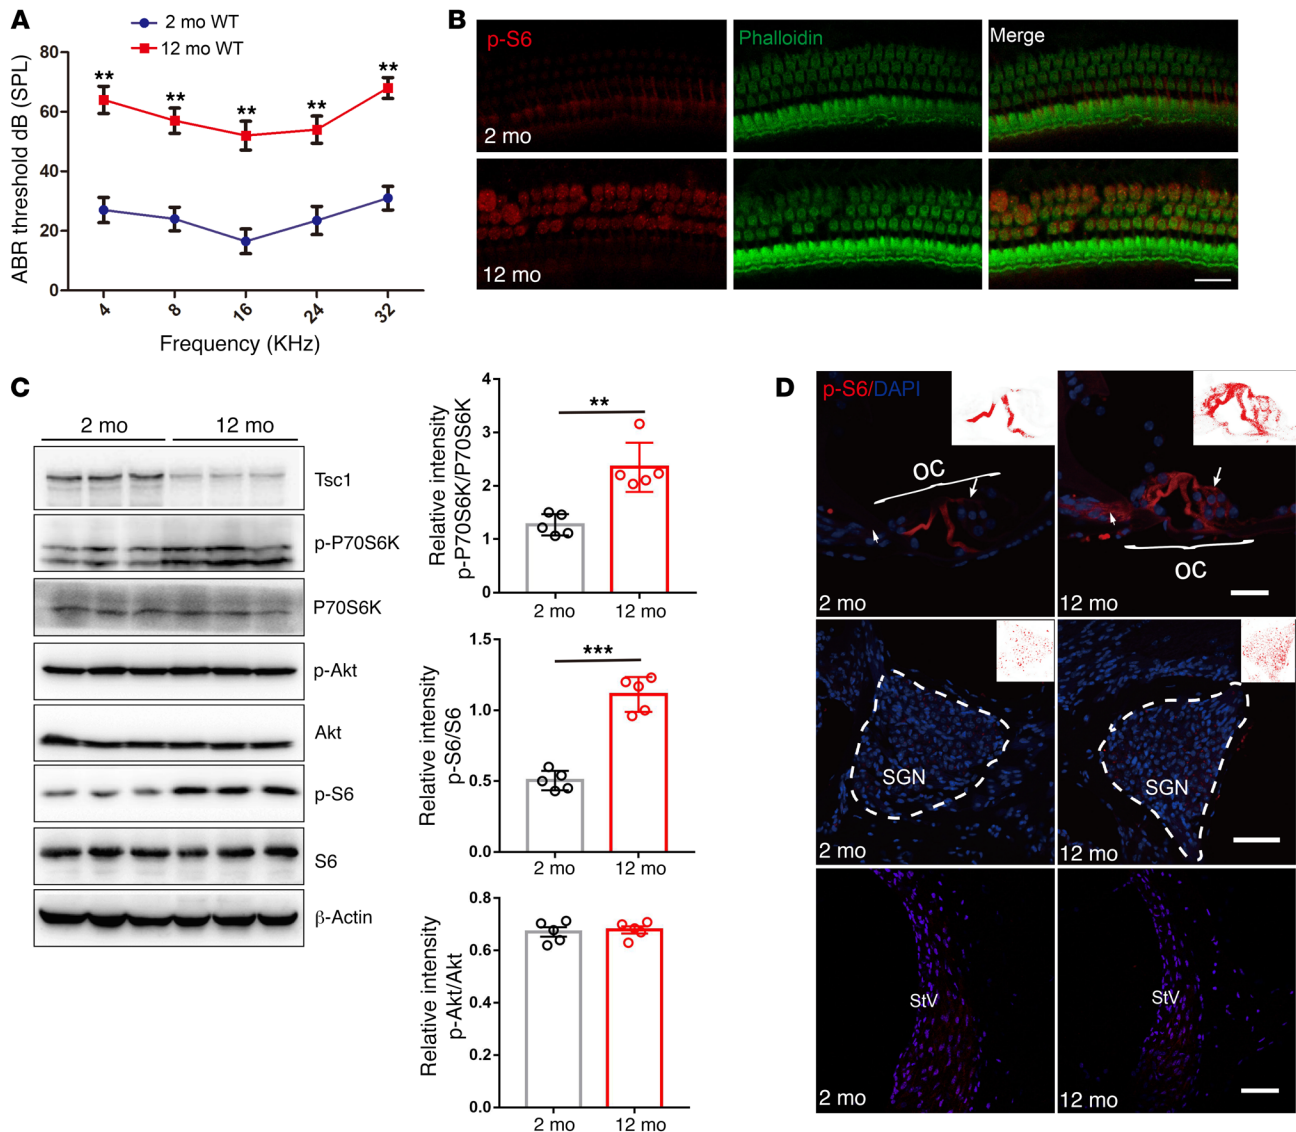 A
2 mo WT
12 mo WT
ABR threshold dB (SPL)
80
60
40
20
0
**
**
**
**
**
4
8
16
24
32
Frequency (KHz)
B
p-S6
Phalloidin
Merge
2 mo
12 mo
C
2 mo
12 mo
Tsc1
p-P70S6K
P70S6K
p-Akt
Akt
p-S6
S6
β-Actin
Relative intensity
p-P70S6K/P70S6K
4
3
2
1
0
**
2 mo
12 mo
Relative intensity
p-S6/S6
1.5
1.0
0.5
0.0
***
2 mo
12 mo
Relative intensity
p-Akt/Akt
0.8
0.6
0.4
0.2
0.0
2 mo
12 mo
D
p-S6/DAPI
OC
2 mo
OC
12 mo
SGN
2 mo
SGN
12 mo
StV
2 mo
StV
12 mo